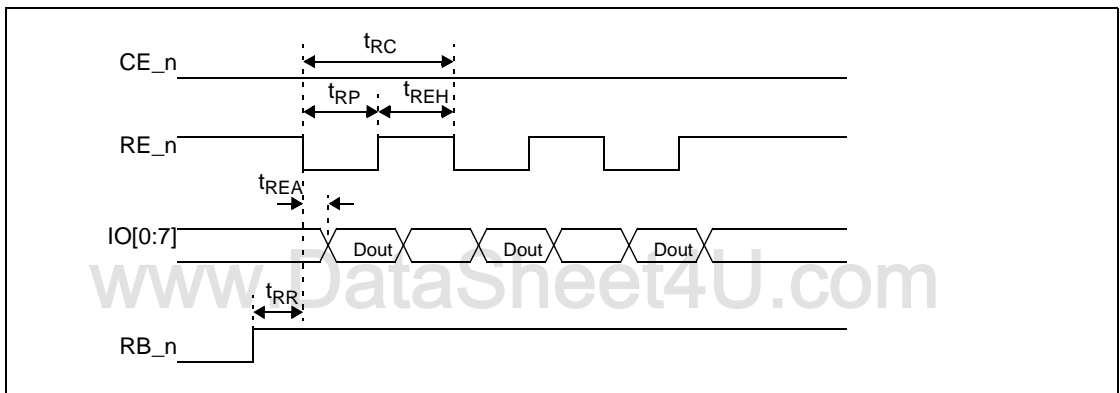 tRC
CE_n
tRP
tREH
RE_n
tREA
IO[0:7]
Dout
Dout
Dout
www.DataSheet4U.com
tRR
RB_n